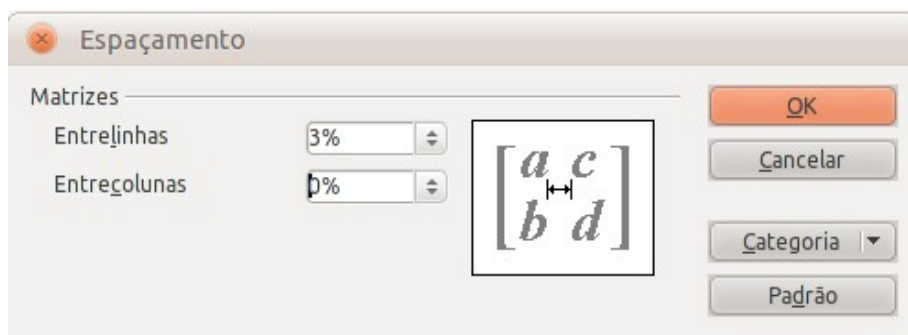 Espaçamento
Matrizes
Entrelinhas 3%
Entrecolunas 0%
a c
b d
OK
Cancelar
Categoria
Padrão